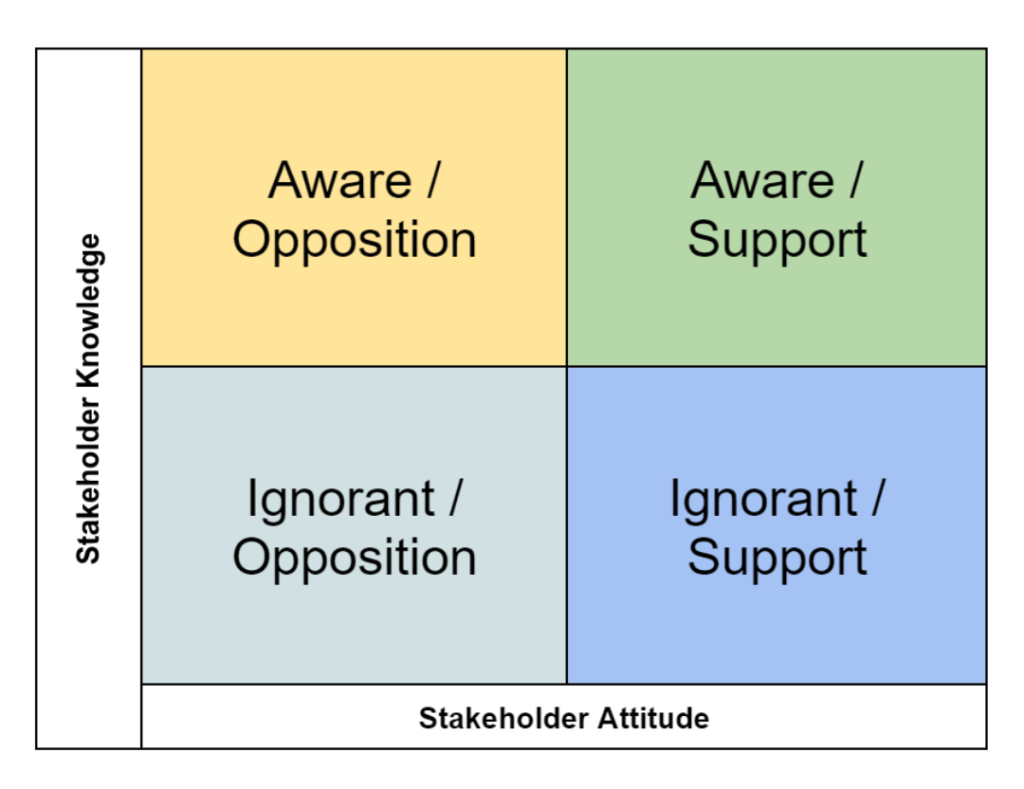 Stakeholder Knowledge
Aware /
Opposition
Aware /
Support
Ignorant /
Opposition
Ignorant /
Support
Stakeholder Attitude